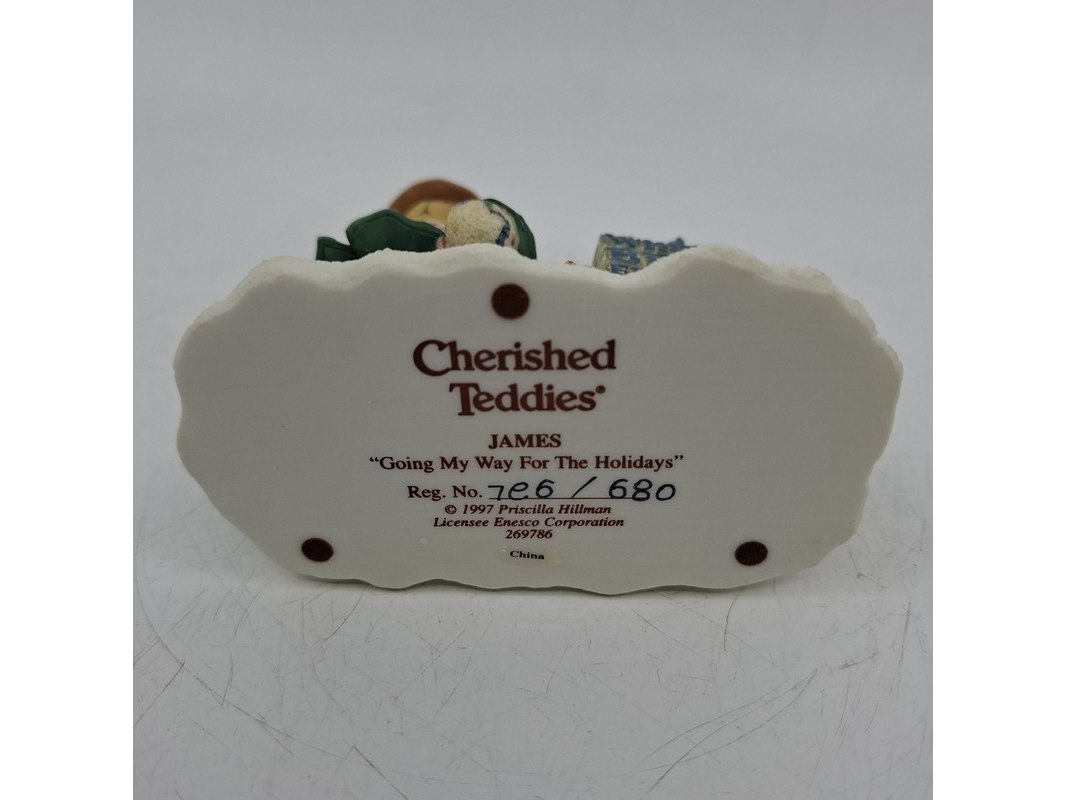 Cherished
Teddies®
JAMES
“Going My Way For The Holidays”
Reg. No. 7e6 / 680
© 1997 Priscilla Hillman
Licensee Enesco Corporation
269786
China